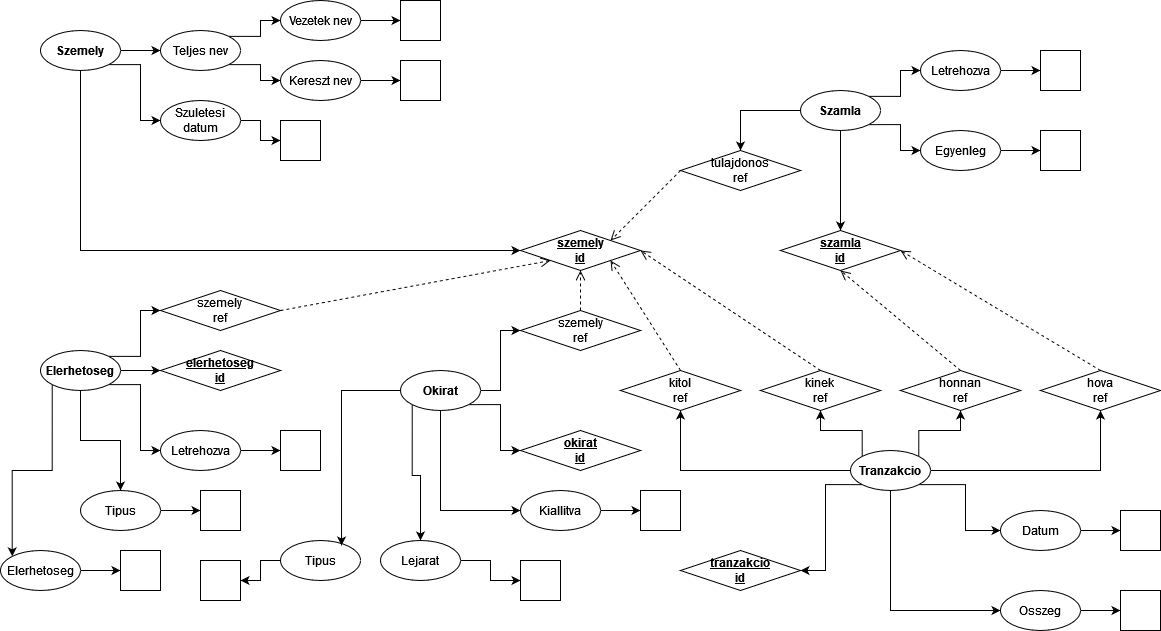 Szemely
Teljes nev
Vezetek nev
Kereszt nev
Szuletesi
datum
Szamla
Letrehozva
Egyenleg
tulajdonos
ref
szemely
id
szamla
id
szemely
ref
szemely
ref
Elerhetoseg
elerhetoseg
id
Okirat
kitol
ref
kinek
ref
honnan
ref
hova
ref
Letrehozva
okirat
id
Tranzakcio
Tipus
Kiallitva
Datum
Elerhetoseg
Tipus
Lejarat
tranzakcio
id
Osszeg